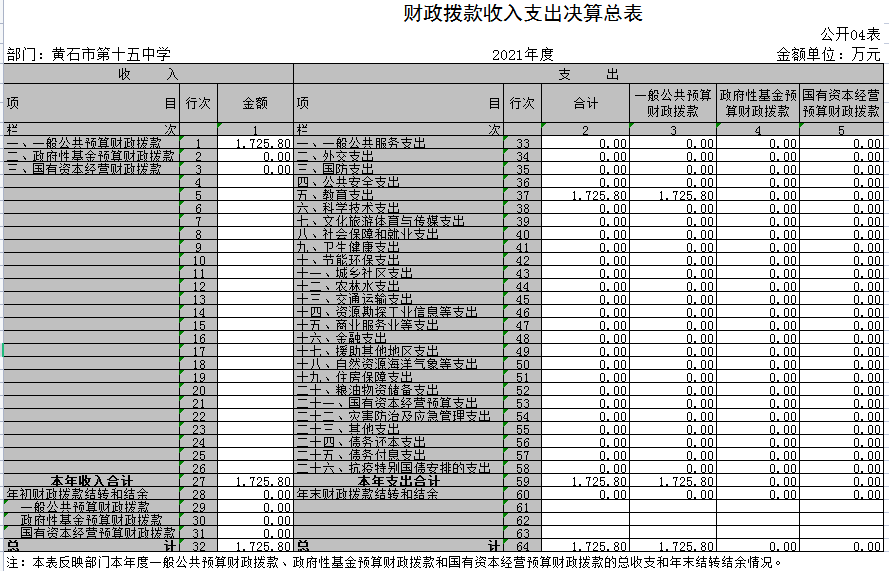 财政拨款收入支出决算总表
公开04表
部门：黄石市第十五中学 2021年度 金额单位：万元
收 入 支 出
项 目 行次 金额 项 目 行次 合计 一般公共预算财政拨款 政府性基金预算财政拨款 国有资本经营预算财政拨款
栏 次 1 栏 次 2 3 4 5
一、一般公共预算财政拨款 1 1,725.80 一、一般公共服务支出 33 0.00 0.00 0.00 0.00
二、政府性基金预算财政拨款 2 0.00 二、外交支出 34 0.00 0.00 0.00 0.00
三、国有资本经营财政拨款 3 0.00 三、国防支出 35 0.00 0.00 0.00 0.00
4 四、公共安全支出 36 0.00 0.00 0.00 0.00
5 五、教育支出 37 1,725.80 1,725.80 0.00 0.00
6 六、科学技术支出 38 0.00 0.00 0.00 0.00
7 七、文化旅游体育与传媒支出 39 0.00 0.00 0.00 0.00
8 八、社会保障和就业支出 40 0.00 0.00 0.00 0.00
9 九、卫生健康支出 41 0.00 0.00 0.00 0.00
10 十、节能环保支出 42 0.00 0.00 0.00 0.00
11 十一、城乡社区支出 43 0.00 0.00 0.00 0.00
12 十二、农林水支出 44 0.00 0.00 0.00 0.00
13 十三、交通运输支出 45 0.00 0.00 0.00 0.00
14 十四、资源勘探工业信息等支出 46 0.00 0.00 0.00 0.00
15 十五、商业服务业等支出 47 0.00 0.00 0.00 0.00
16 十六、金融支出 48 0.00 0.00 0.00 0.00
17 十七、援助其他地区支出 49 0.00 0.00 0.00 0.00
18 十八、自然资源海洋气象等支出 50 0.00 0.00 0.00 0.00
19 十九、住房保障支出 51 0.00 0.00 0.00 0.00
20 二十、粮油物资储备支出 52 0.00 0.00 0.00 0.00
21 二十一、国有资本经营预算支出 53 0.00 0.00 0.00 0.00
22 二十二、灾害防治及应急管理支出 54 0.00 0.00 0.00 0.00
23 二十三、其他支出 55 0.00 0.00 0.00 0.00
24 二十四、债务还本支出 56 0.00 0.00 0.00 0.00
25 二十五、债务付息支出 57 0.00 0.00 0.00 0.00
26 二十六、抗疫特别国债安排的支出 58 0.00 0.00 0.00 0.00
本年收入合计 27 1,725.80 本年支出合计 59 1,725.80 1,725.80 0.00 0.00
年初财政拨款结转和结余 28 0.00 年末财政拨款结转和结余 60 0.00 0.00 0.00 0.00
一般公共预算财政拨款 29 0.00 61
政府性基金预算财政拨款 30 0.00 62
国有资本经营预算财政拨款 31 0.00 63
总 计 32 1,725.80 总 计 64 1,725.80 1,725.80 0.00 0.00
注：本表反映部门本年度一般公共预算财政拨款、政府性基金预算财政拨款和国有资本经营预算财政拨款的总收支和年末结转结余情况。